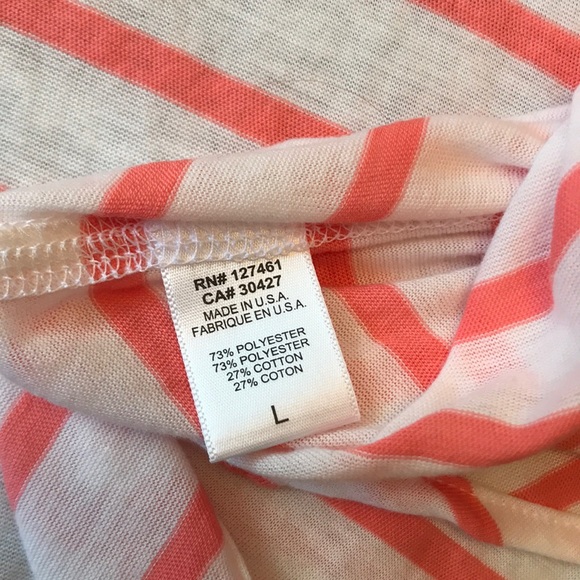 RN# 127461
CA# 30427
MADE IN U.S.A.
FABRIQUE EN U.S.A.
73% POLYESTER
73% POLYESTER
27% COTTON
27% COTON
L